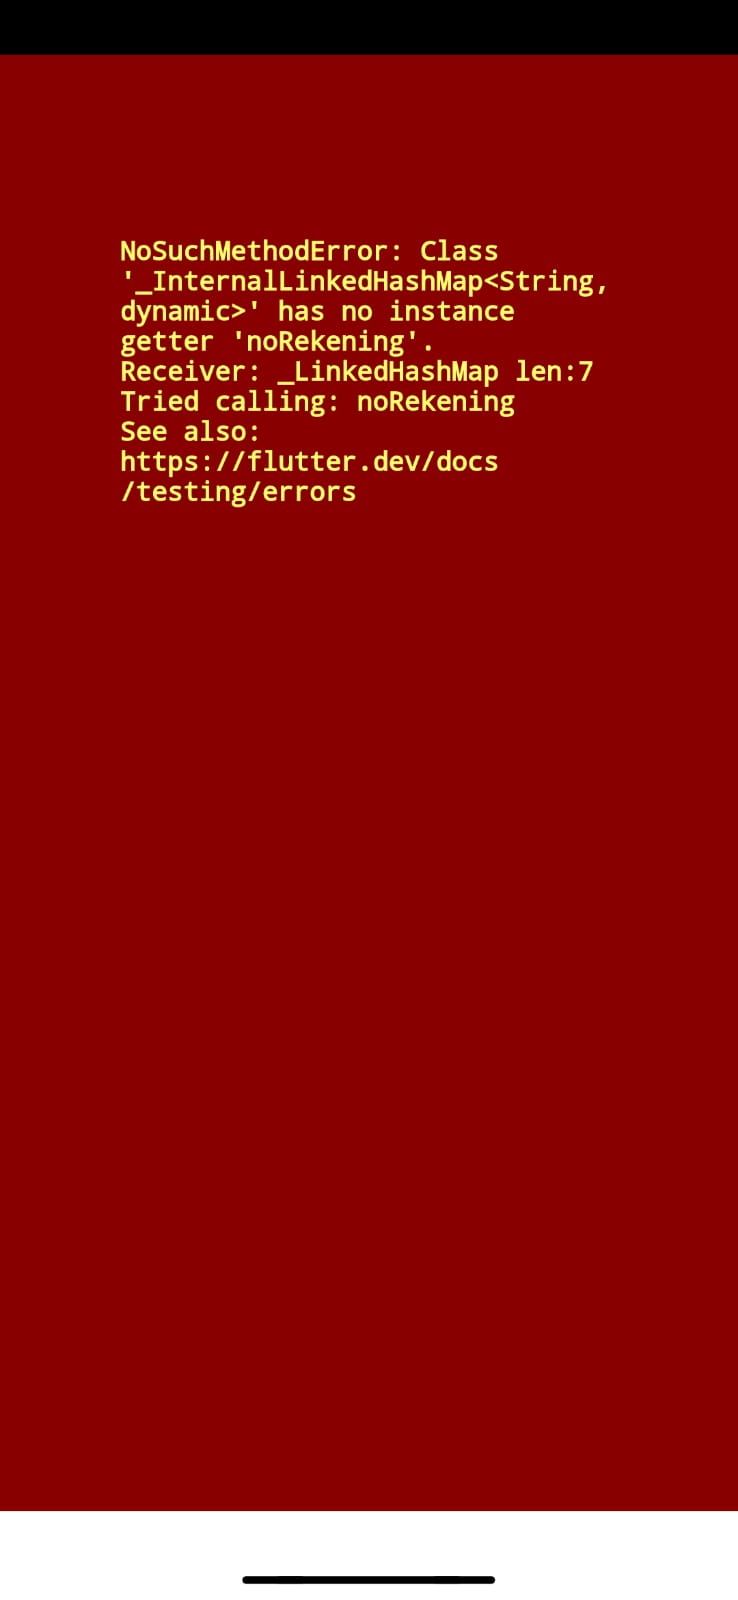 NoSuchMethodError: Class
'_InternalLinkedHashMap<String,
dynamic>' has no instance
getter 'noRekening'.
Receiver: _LinkedHashMap len:7
Tried calling: noRekening
See also:
https://flutter.dev/docs
/testing/errors